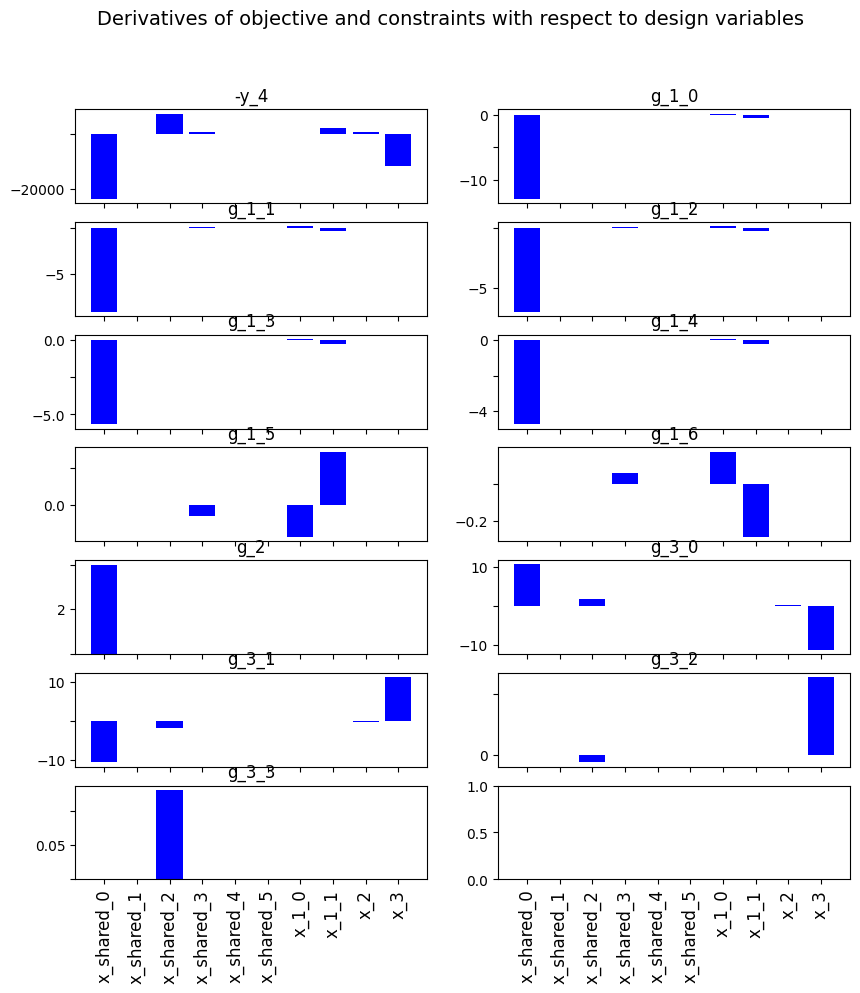 Derivatives of objective and constraints with respect to design variables
-y_4
−20000
g_1_0
0
−10
g_1_1
−5
g_1_2
−5
g_1_3
0.0
−5.0
g_1_4
0
−4
g_1_5
0.0
g_1_6
−0.2
g_2
2
g_3_0
10
−10
g_3_1
10
−10
g_3_2
0
g_3_3
0.05
1.0
0.5
0.0
x_shared_0
x_shared_1
x_shared_2
x_shared_3
x_shared_4
x_shared_5
x_1_0
x_1_1
x_2
x_3
x_shared_0
x_shared_1
x_shared_2
x_shared_3
x_shared_4
x_shared_5
x_1_0
x_1_1
x_2
x_3